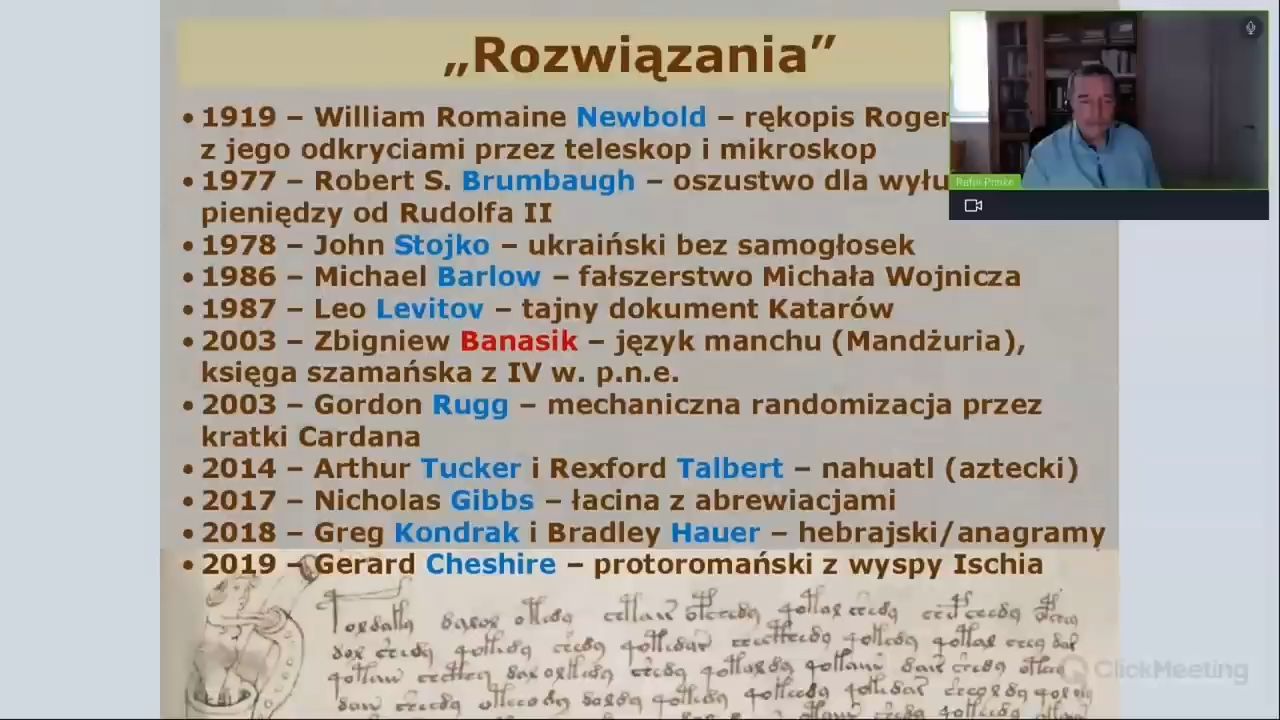 „Rozwiązania”
• 1919 – William Romaine Newbold – rękopis Roger
z jego odkryciami przez teleskop i mikroskop
• 1977 – Robert S. Brumbaugh – oszustwo dla wyłu
pieniędzy od Rudolfa II
• 1978 – John Stojko – ukraiński bez samogłosek
• 1986 – Michael Barlow – fałszerstwo Michała Wojnicza
• 1987 – Leo Levitov – tajny dokument Katarów
• 2003 – Zbigniew Banasik – język manchu (Mandżuria),
księga szamańska z IV w. p.n.e.
• 2003 – Gordon Rugg – mechaniczna randomizacja przez
kratki Cardana
• 2014 – Arthur Tucker i Rexford Talbert – nahuatl (aztecki)
• 2017 – Nicholas Gibbs – łacina z abrewiacjami
• 2018 – Greg Kondrak i Bradley Hauer – hebrajski/anagramy
• 2019 – Gerard Cheshire – protoromański z wyspy Ischia
Rafał Prinke
ClickMeeting